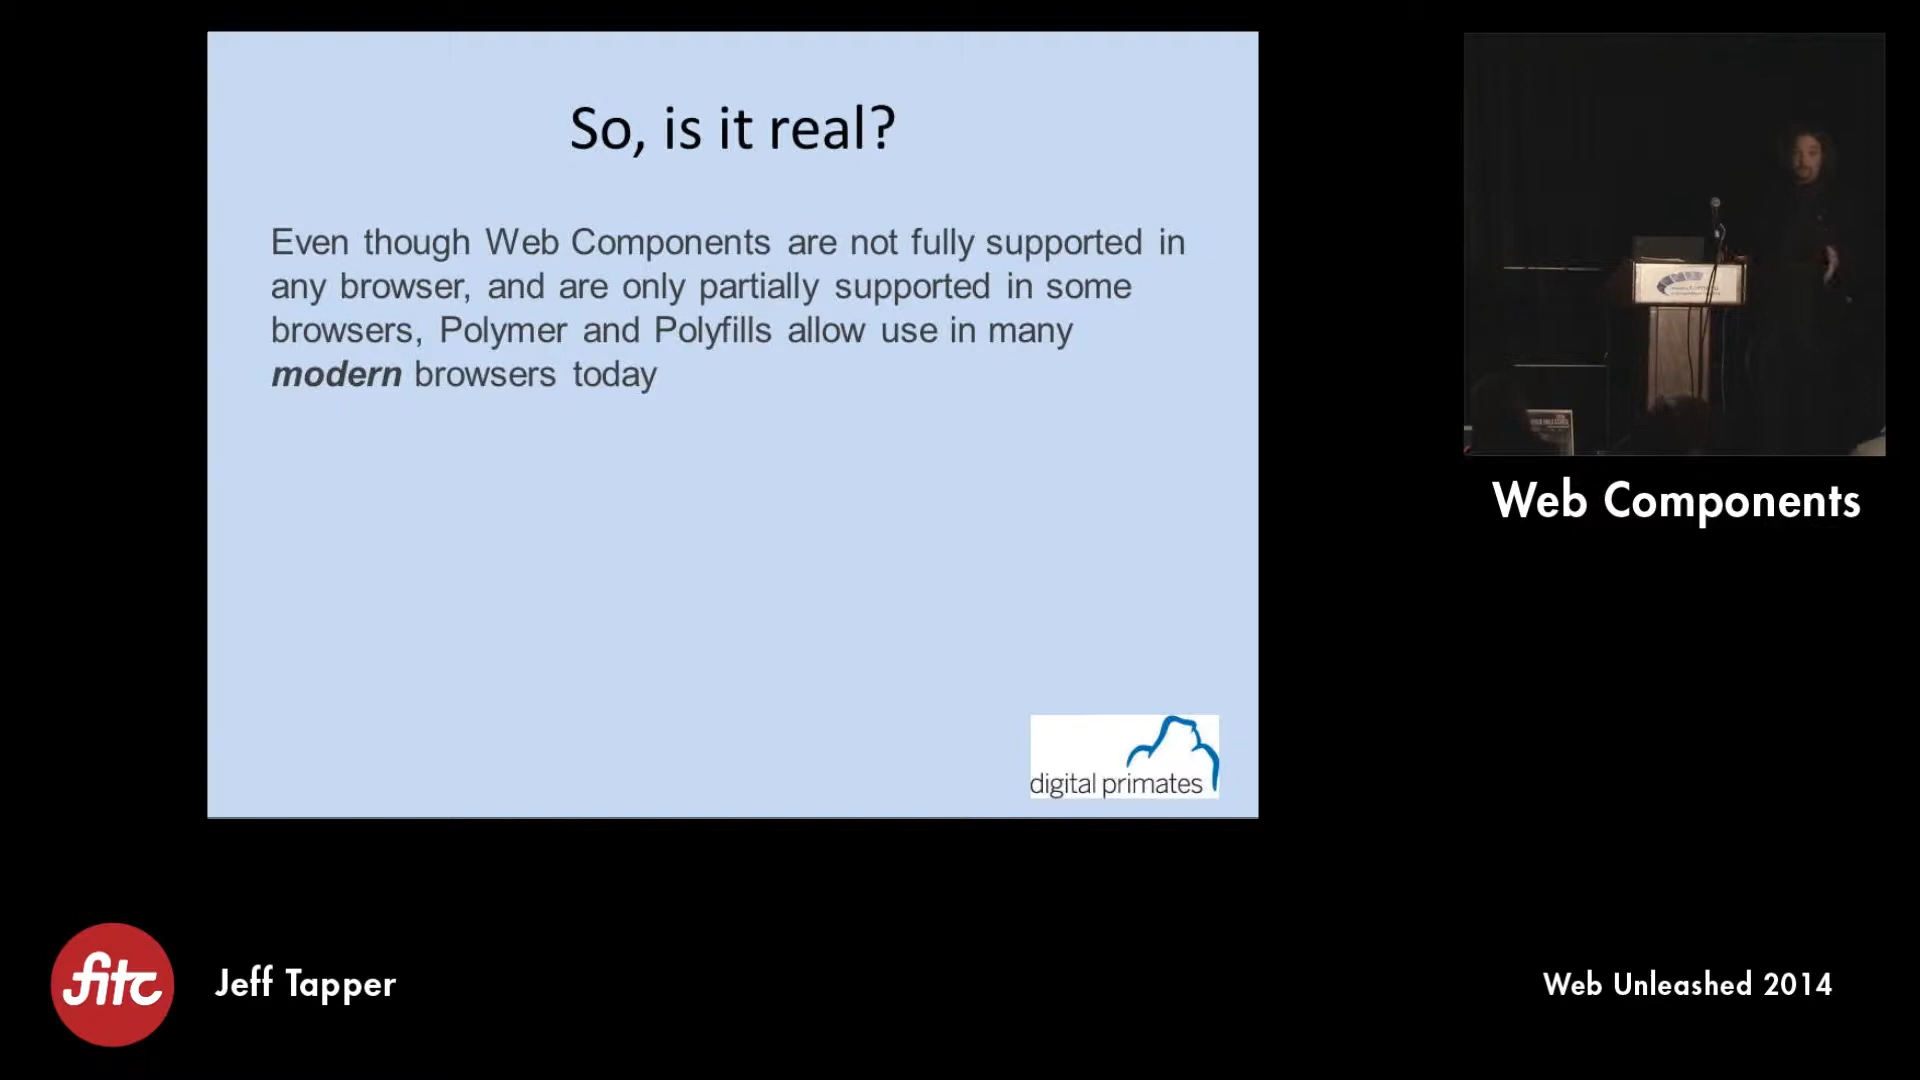 So, is it real?
Even though Web Components are not fully supported in
any browser, and are only partially supported in some
browsers, Polymer and Polyfills allow use in many
modern browsers today
digital primates
Web Components
fitc
Jeff Tapper
Web Unleashed 2014